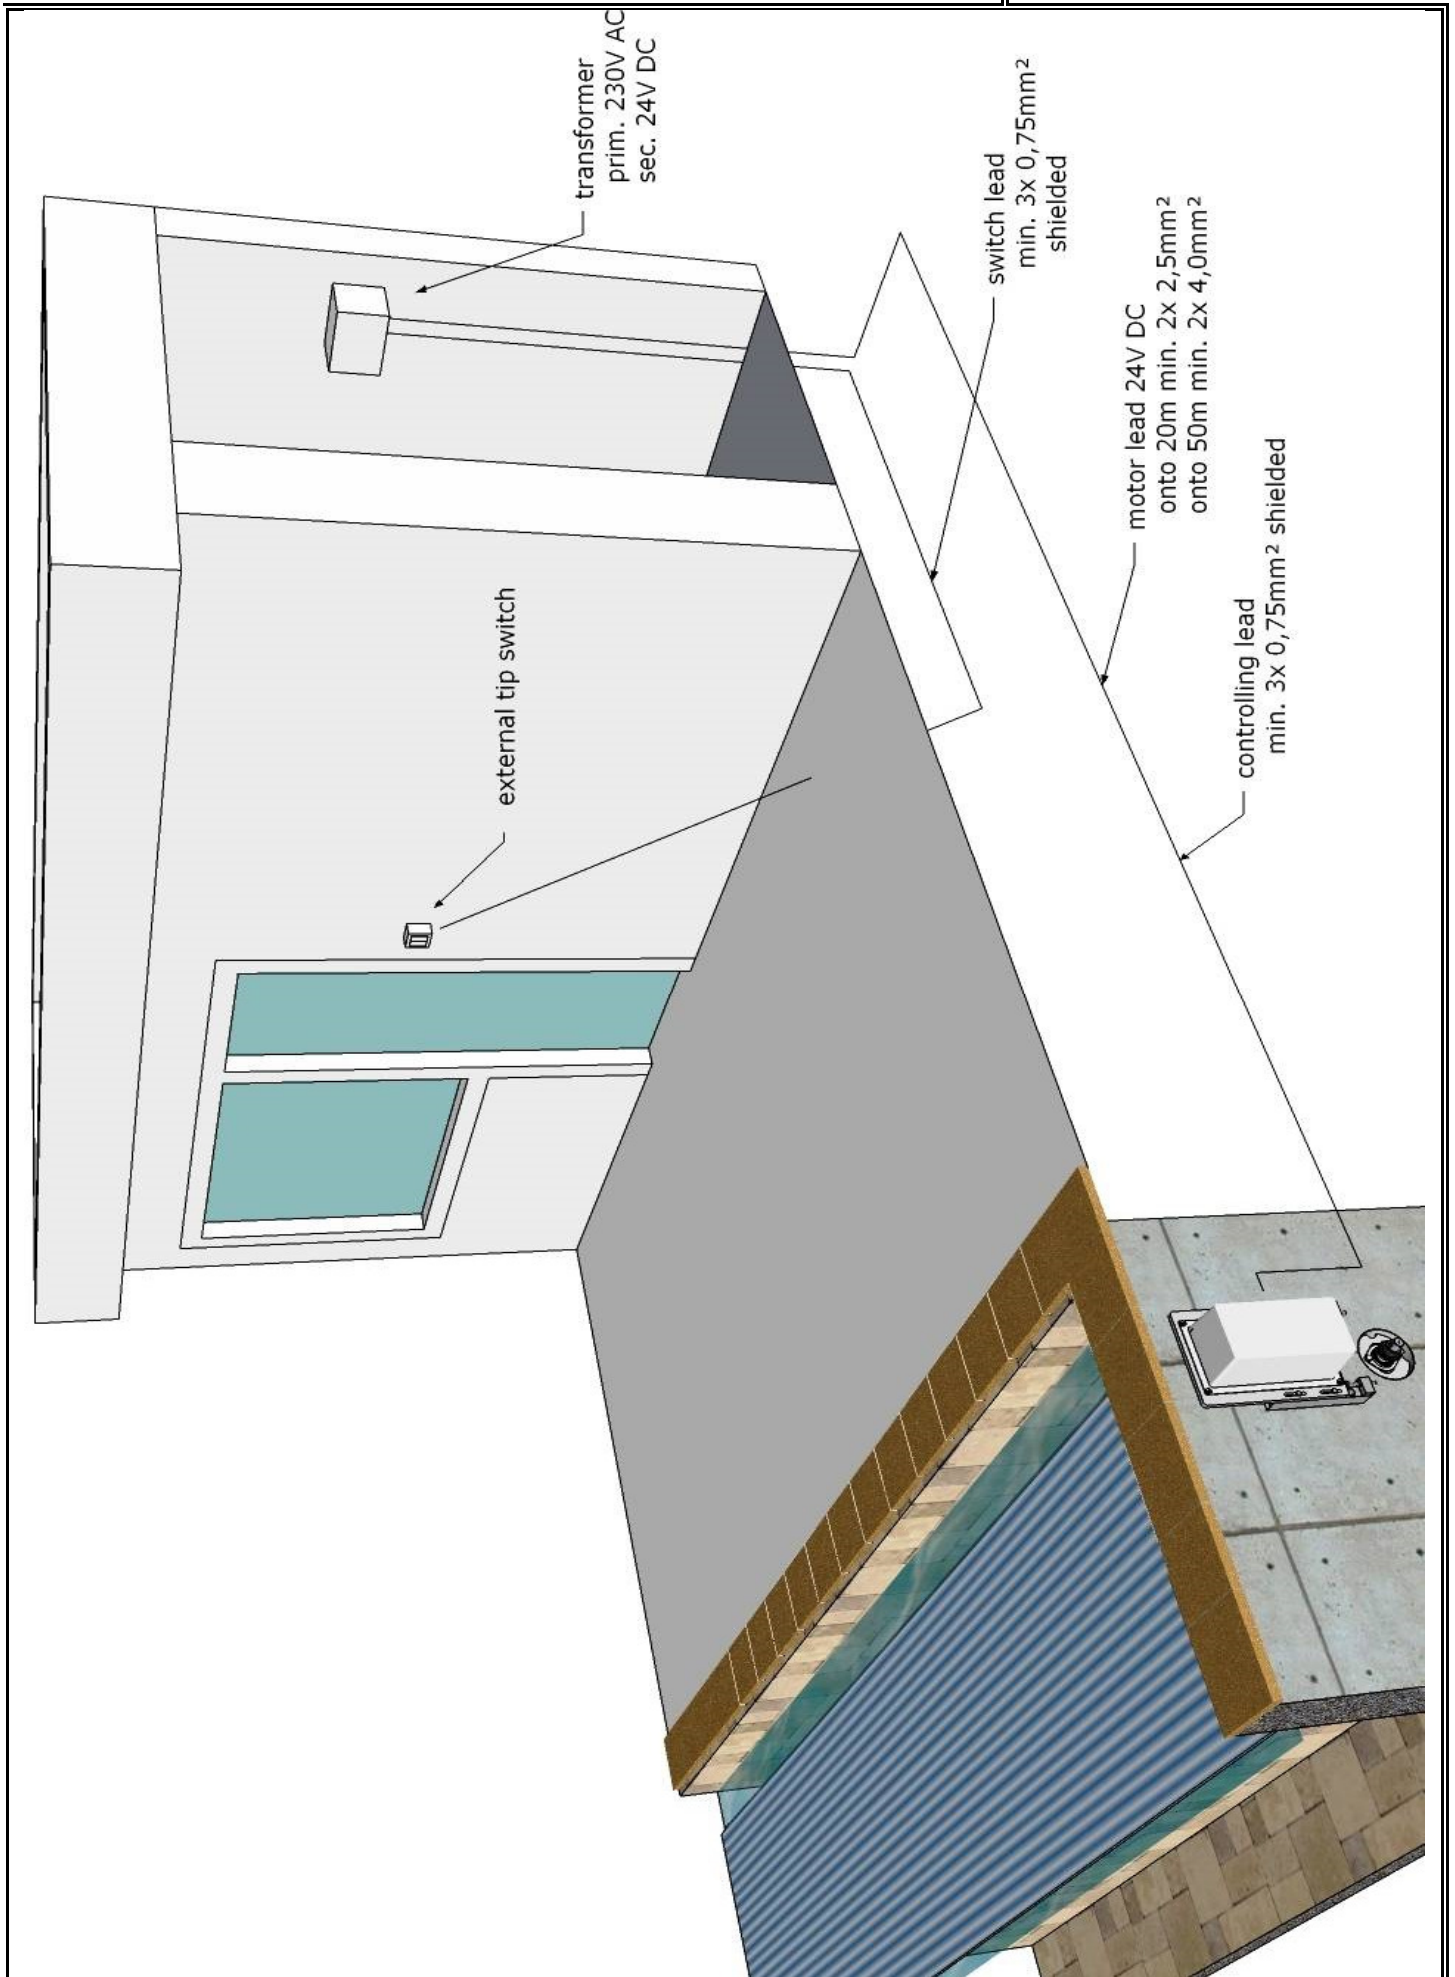 transformer
prim. 230V AC
sec. 24V DC
external tip switch
switch lead
min. 3x 0,75mm²
shielded
motor lead 24V DC
onto 20m min. 2x 2,5mm²
onto 50m min. 2x 4,0mm²
controlling lead
min. 3x 0,75mm² shielded